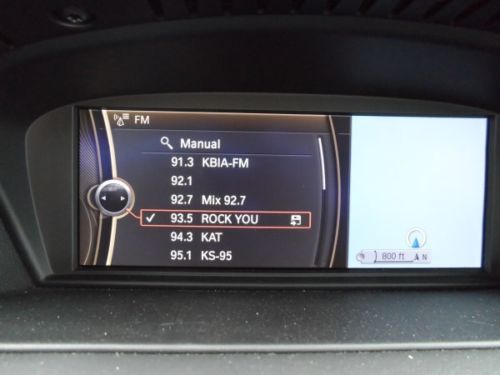 FM
Manual
91.3 KBIA-FM
92.1
92.7 Mix 92.7
93.5 ROCK YOU
94.3 KAT
95.1 KS-95
800 ft N